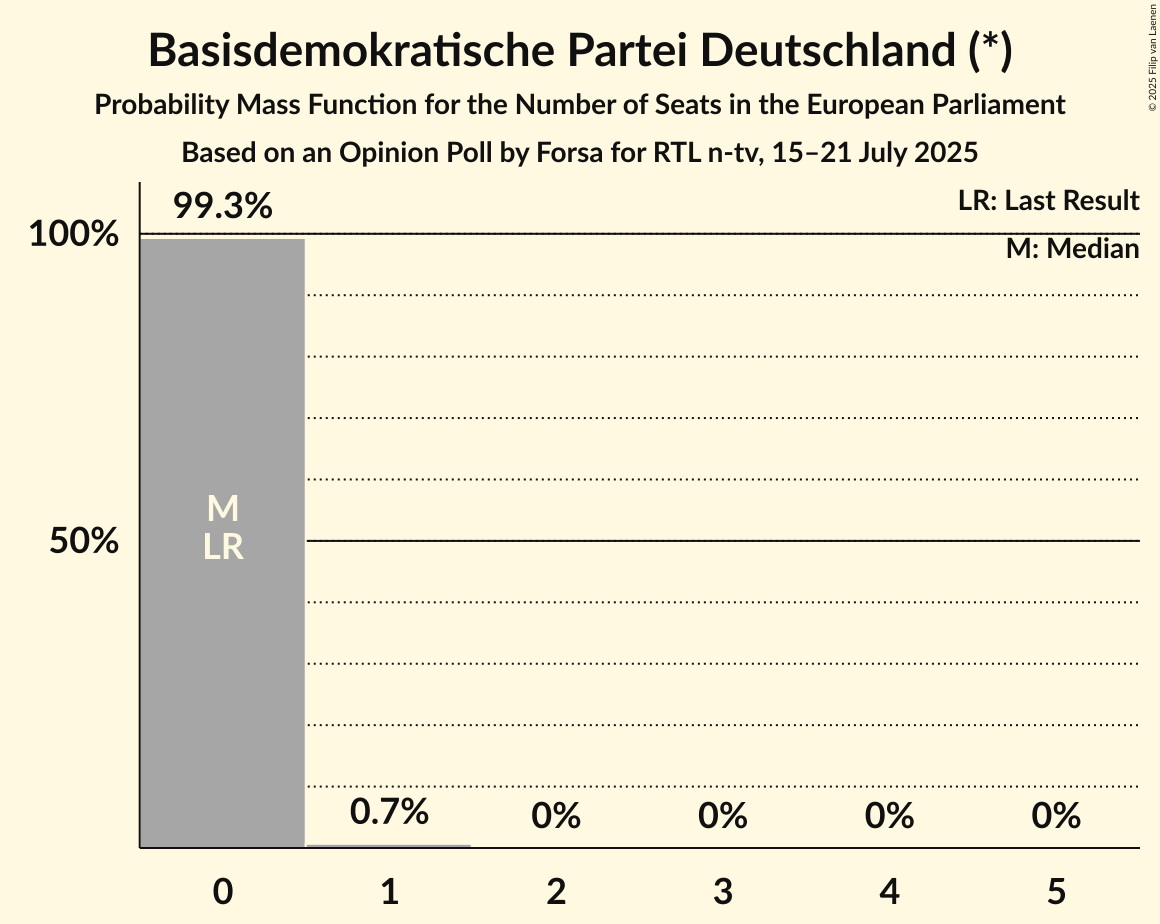 Basisdemokratische Partei Deutschland (*)
Probability Mass Function for the Number of Seats in the European Parliament
Based on an Opinion Poll by Forsa for RTL n-tv, 15–21 July 2025
© 2025 Filip van Laenen
LR: Last Result
M: Median
99.3%
100%
M
LR
50%
0.7%
0%
0%
0%
0%
0
1
2
3
4
5